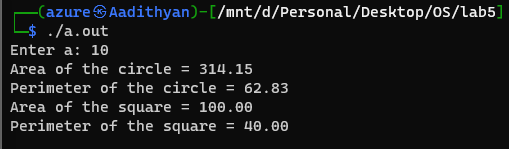 ┌──(azure㉿Aadithyan)-[/mnt/d/Personal/Desktop/OS/lab5]
└─$ ./a.out
Enter a: 10
Area of the circle = 314.15
Perimeter of the circle = 62.83
Area of the square = 100.00
Perimeter of the square = 40.00